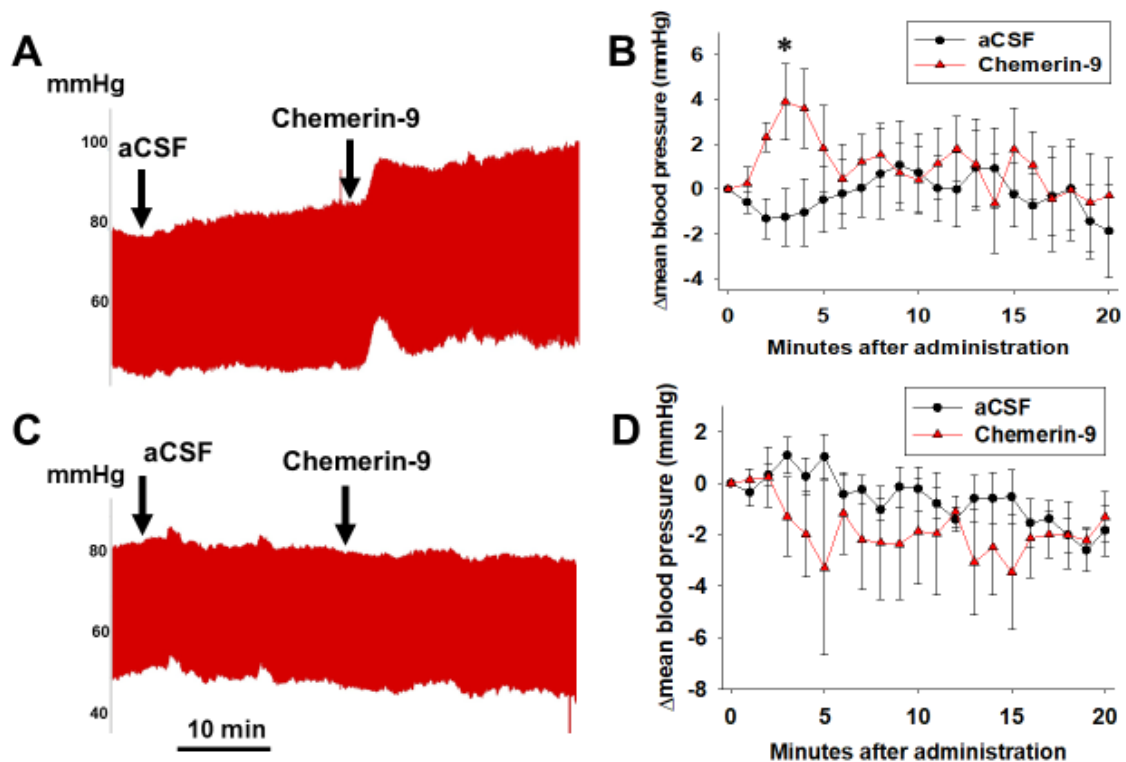 A
mmHg
100
80
60
aCSF
Chemerin-9
B
*
aCSF
Chemerin-9
Δmean blood pressure (mmHg)
6
4
2
0
-2
-4
0 5 10 15 20
Minutes after administration
C
mmHg
80
60
40
aCSF
Chemerin-9
10 min
D
aCSF
Chemerin-9
Δmean blood pressure (mmHg)
2
0
-2
-4
-6
-8
0 5 10 15 20
Minutes after administration